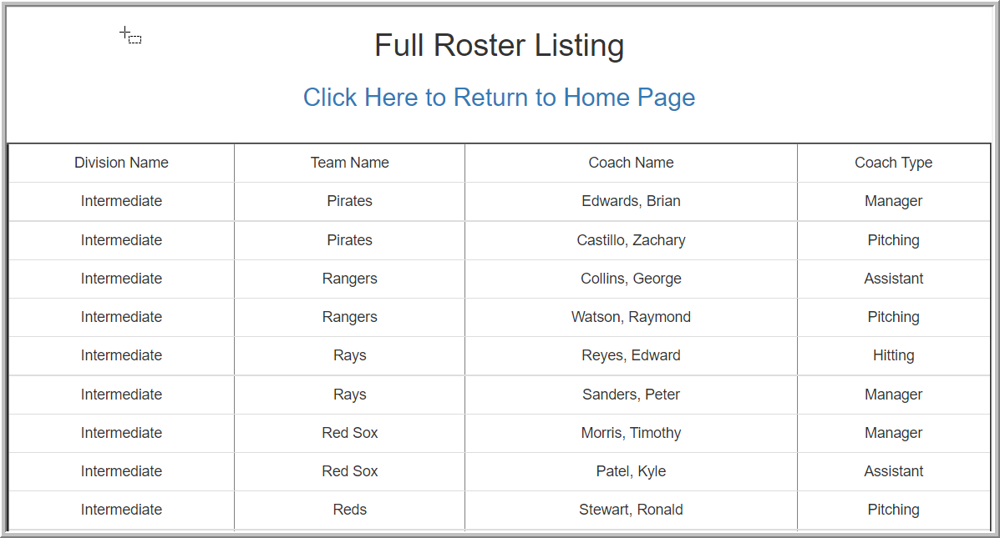 Full Roster Listing
Click Here to Return to Home Page
Division Name Team Name Coach Name Coach Type
Intermediate Pirates Edwards, Brian Manager
Intermediate Pirates Castillo, Zachary Pitching
Intermediate Rangers Collins, George Assistant
Intermediate Rangers Watson, Raymond Pitching
Intermediate Rays Reyes, Edward Hitting
Intermediate Rays Sanders, Peter Manager
Intermediate Red Sox Morris, Timothy Manager
Intermediate Red Sox Patel, Kyle Assistant
Intermediate Reds Stewart, Ronald Pitching